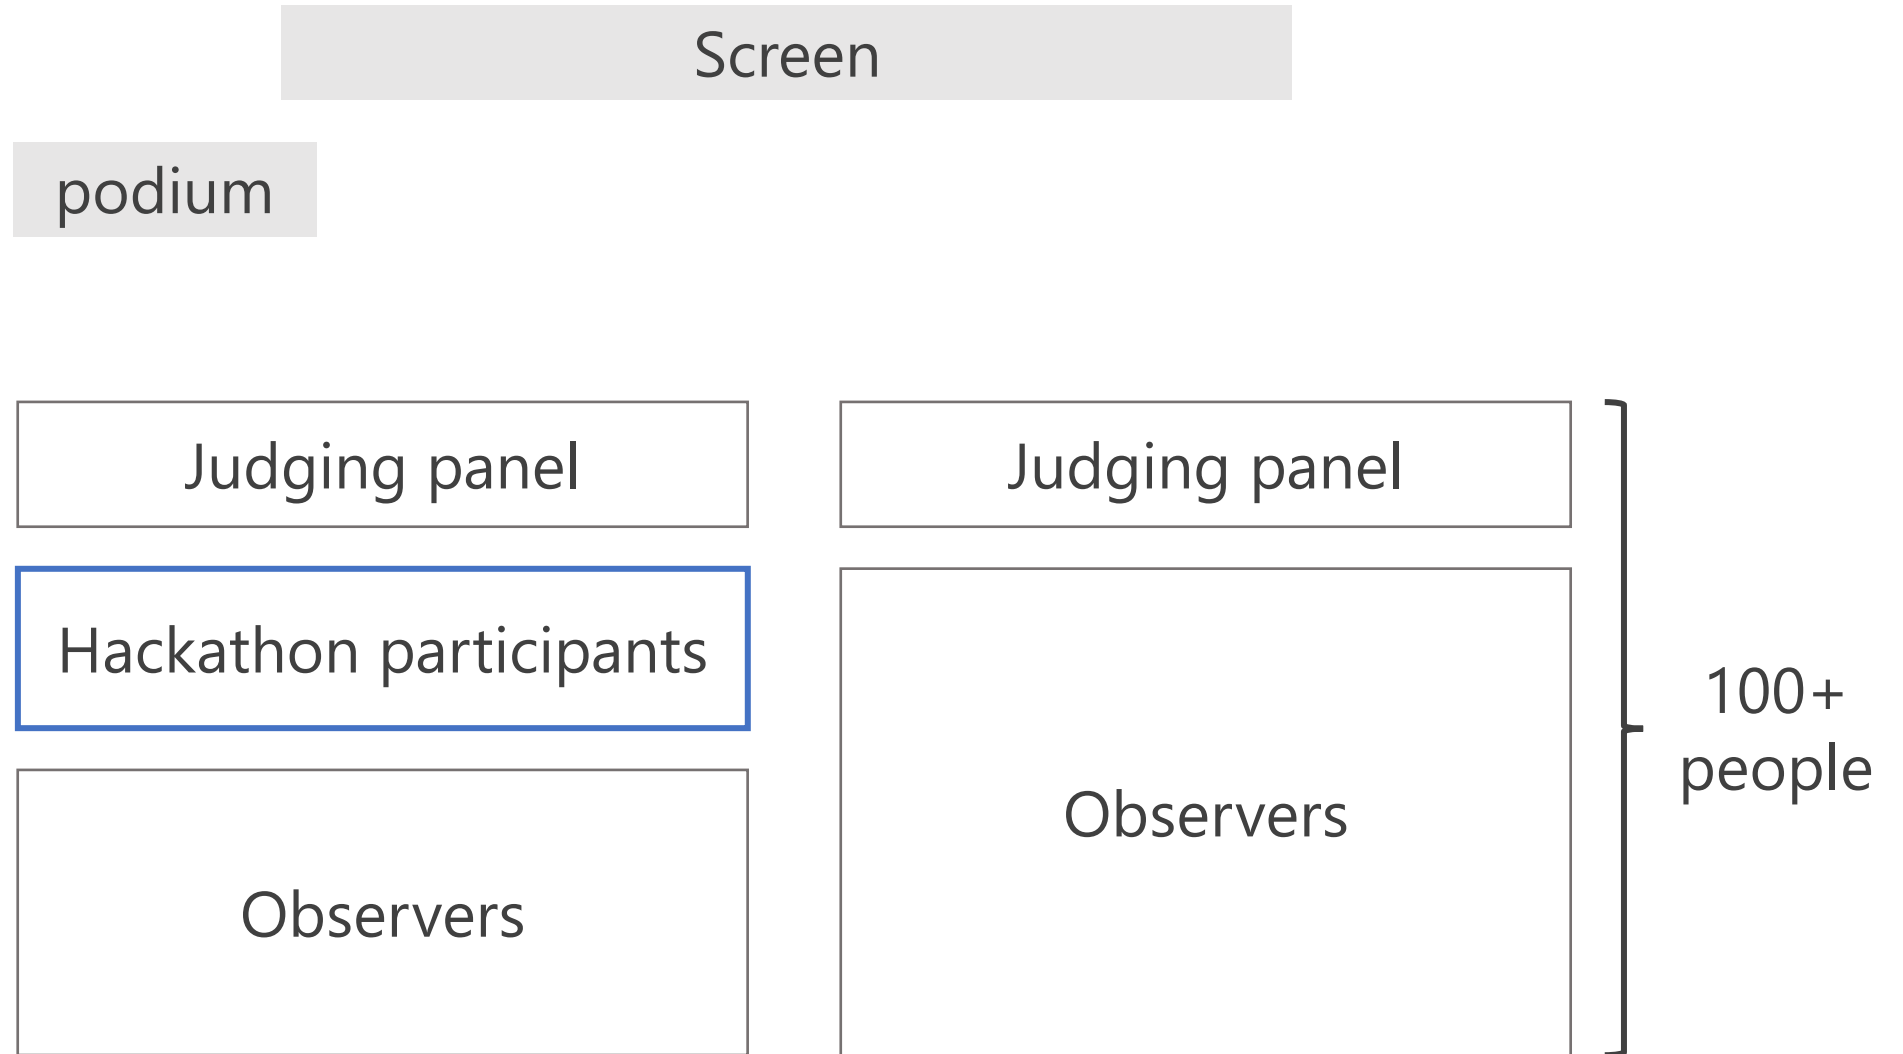 Screen
podium
Judging panel
Judging panel
Hackathon participants
Observers
Observers
100+
people